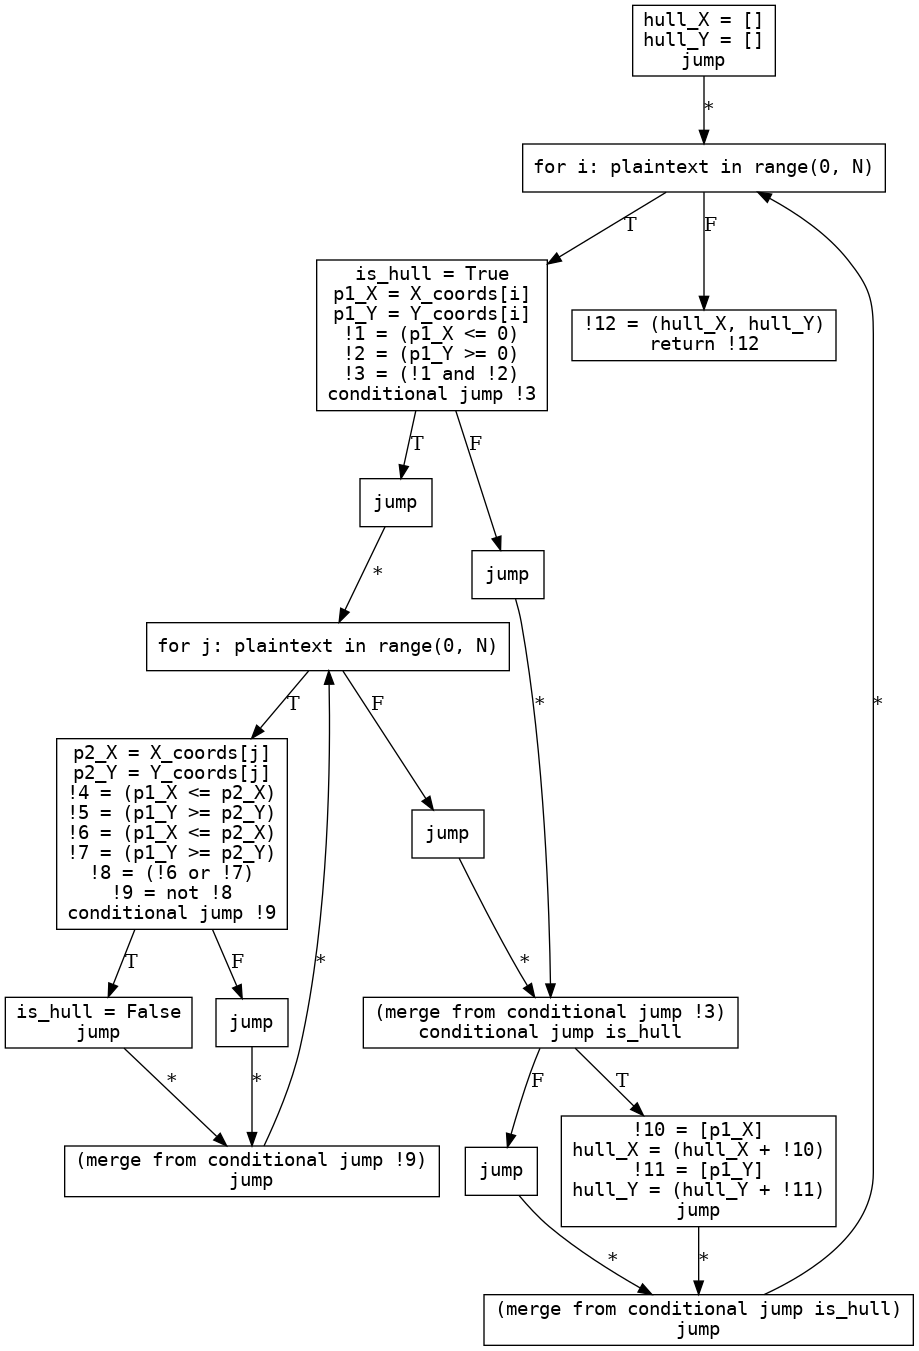 hull_X = []
hull_Y = []
jump
*
for i: plaintext in range(0, N)
T
F
is_hull = True
p1_X = X_coords[i]
p1_Y = Y_coords[i]
!1 = (p1_X <= 0)
!2 = (p1_Y >= 0)
!3 = (!1 and !2)
conditional jump !3
!12 = (hull_X, hull_Y)
return !12
T
F
jump
jump
*
for j: plaintext in range(0, N)
T
F
*
*
p2_X = X_coords[j]
p2_Y = Y_coords[j]
!4 = (p1_X <= p2_X)
!5 = (p1_Y >= p2_Y)
!6 = (p1_X <= p2_X)
!7 = (p1_Y >= p2_Y)
!8 = (!6 or !7)
!9 = not !8
conditional jump !9
jump
T
F
*
*
is_hull = False
jump
jump
(merge from conditional jump !3)
conditional jump is_hull
*
*
F
T
(merge from conditional jump !9)
jump
jump
!10 = [p1_X]
hull_X = (hull_X + !10)
!11 = [p1_Y]
hull_Y = (hull_Y + !11)
jump
*
*
(merge from conditional jump is_hull)
jump